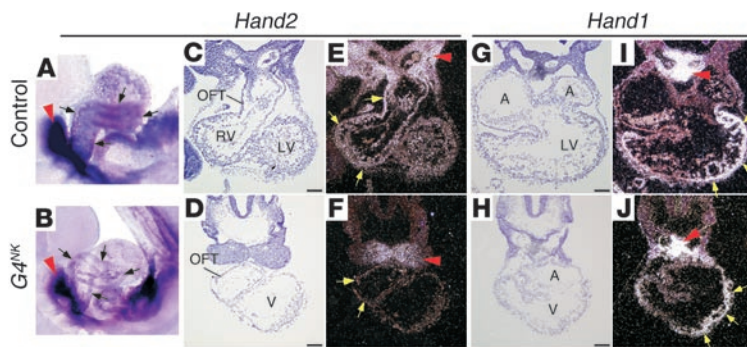 Hand2 Hand1
Control A C E G I
OFT RV LV A A LV
G4NK B D F H J
OFT V A V